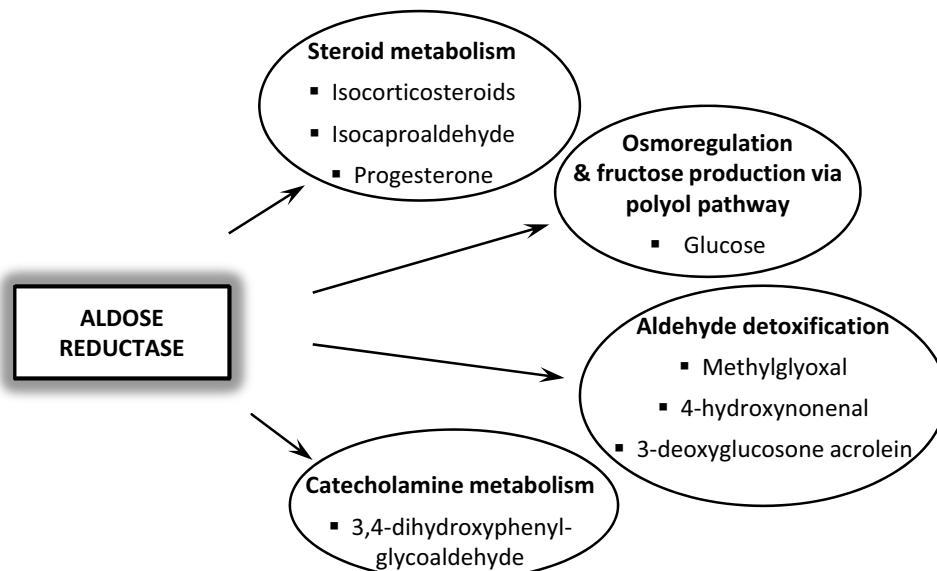 Steroid metabolism
▪ Isocorticosteroids
▪ Isocaproaldehyde
▪ Progesterone
Osmoregulation
& fructose production via
polyol pathway
▪ Glucose
ALDOSE
REDUCTASE
Aldehyde detoxification
▪ Methylglyoxal
▪ 4-hydroxynonenal
▪ 3-deoxyglucosone acrolein
Catecholamine metabolism
▪ 3,4-dihydroxyphenyl-
glycoaldehyde